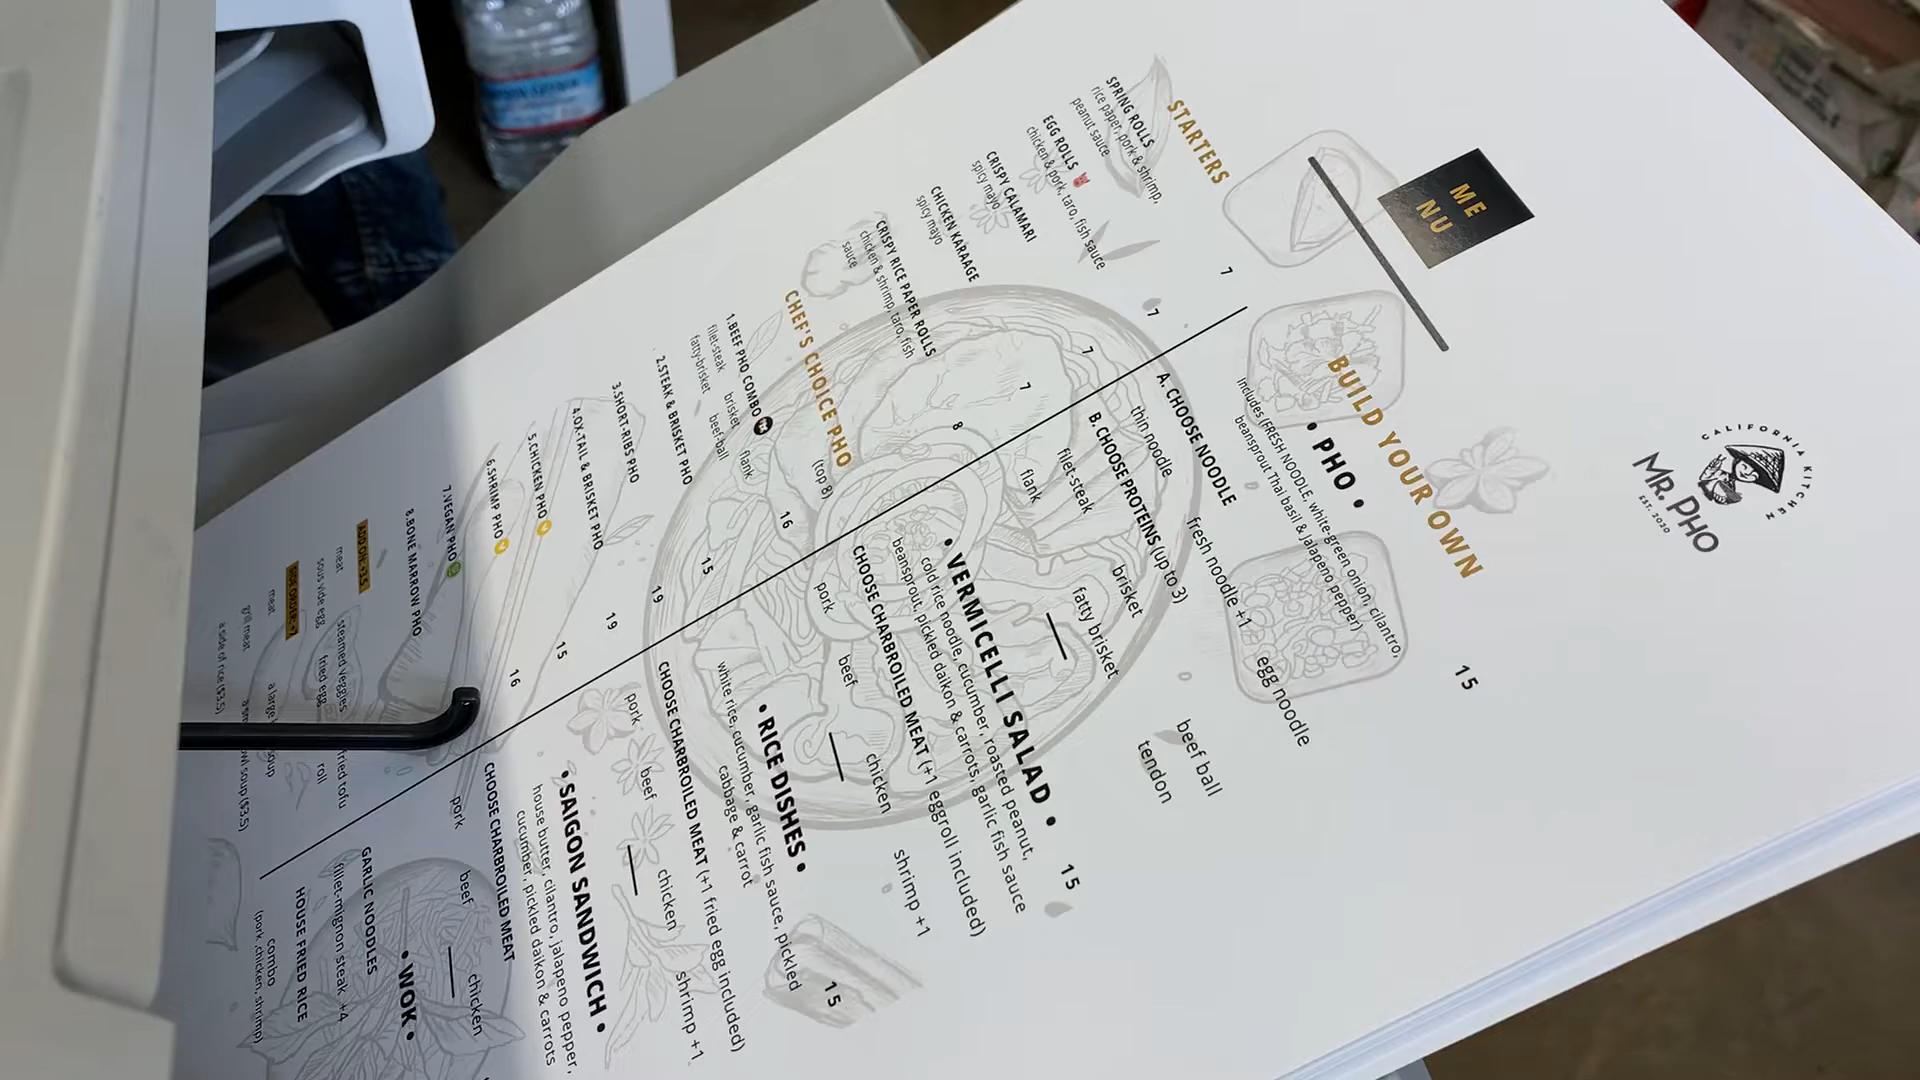 CALIFORNIA KITCHEN
MR. PHO
EST. 2020
ME
NU
STARTERS
SPRING ROLLS 7
rice paper, pork & shrimp,
peanut sauce
EGG ROLLS 7
chicken & pork, taro, fish sauce
CRISPY CALAMARI 7
spicy mayo
CHICKEN KARAAGE 7
spicy mayo
CRISPY RICE PAPER ROLLS 8
chicken & shrimp, taro, fish
sauce
CHEF'S CHOICE PHO
(top 8)
1.BEEF PHO COMBO 16
filet-steak brisket flank
fatty-brisket beef-ball
2.STEAK & BRISKET PHO 15
3.SHORT-RIBS PHO 19
4.OX-TAIL & BRISKET PHO 19
5.CHICKEN PHO 15
6.SHRIMP PHO 16
7.VEGAN PHO
8.BONE MARROW PHO
meat steamed veggies fried tofu
sous vide egg fried egg roll
meat a large soup
grill meat
a side of rice ($3.5)
BUILD YOUR OWN
• PHO • 15
includes (FRESH NOODLE, white-green onion, cilantro,
beansprout Thai basil & jalapeno pepper)
A. CHOOSE NOODLE
thin noodle fresh noodle +1 egg noodle
B. CHOOSE PROTEINS (up to 3)
filet-steak brisket beef ball
flank fatty brisket tendon
• VERMICELLI SALAD • 15
cold rice noodle, cucumber, roasted peanut,
beansprout, pickled daikon & carrots, garlic fish sauce
CHOOSE CHARBROILED MEAT (+1 eggroll included)
pork beef chicken shrimp +1
• RICE DISHES • 15
white rice, cucumber, garlic fish sauce, pickled
cabbage & carrot
CHOOSE CHARBROILED MEAT (+1 fried egg included)
pork beef chicken shrimp +1
• SAIGON SANDWICH •
house butter, cilantro, jalapeno pepper,
cucumber, pickled daikon & carrots
CHOOSE CHARBROILED MEAT
pork beef chicken
• WOK •
GARLIC NOODLES
fillet-mignon steak +4
HOUSE FRIED RICE
combo
(pork ,chicken, shrimp)